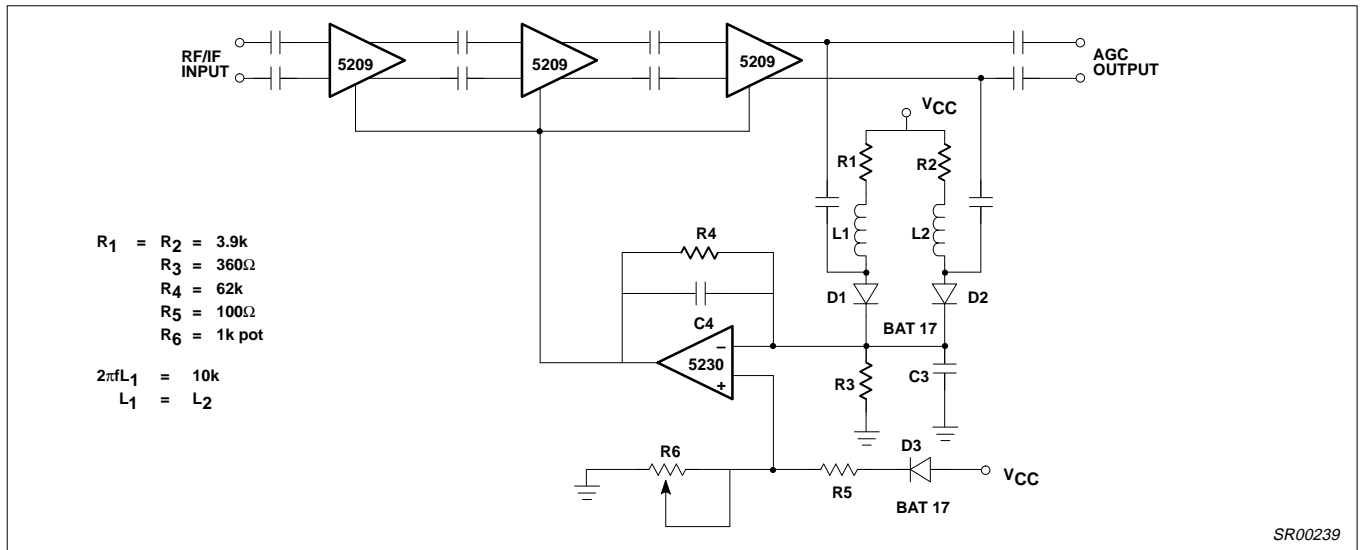 RF/IF
INPUT
5209
5209
5209
AGC
OUTPUT
VCC
R1
R2
L1
L2
R4
C4
D1
D2
BAT 17
R1 = R2 = 3.9k
R3 = 360Ω
R4 = 62k
R5 = 100Ω
R6 = 1k pot
2πfL1 = 10k
L1 = L2
5230
−
+
R3
C3
R6
R5
D3
BAT 17
VCC
SR00239